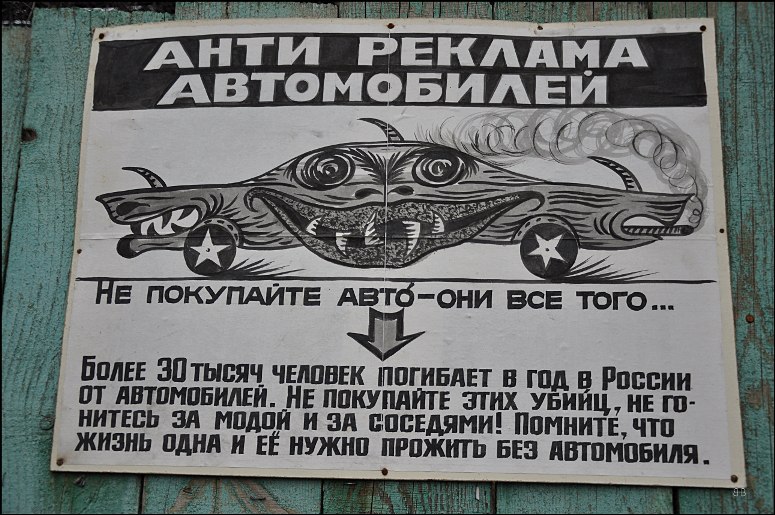 АНТИ РЕКЛАМА
АВТОМОБИЛЕЙ
НЕ ПОКУПАЙТЕ АВТО́ – ОНИ ВСЕ ТОГО...
БОЛЕЕ 30 ТЫСЯЧ ЧЕЛОВЕК ПОГИБАЕТ В ГОД В РОССИИ
ОТ АВТОМОБИЛЕЙ. НЕ ПОКУПАЙТЕ ЭТИХ УБИЙЦ, НЕ ГО-
НИТЕСЬ ЗА МОДОЙ И ЗА СОСЕДЯМИ! ПОМНИТЕ, ЧТО
ЖИЗНЬ ОДНА И ЕЁ НУЖНО ПРОЖИТЬ БЕЗ АВТОМОБИЛЯ.